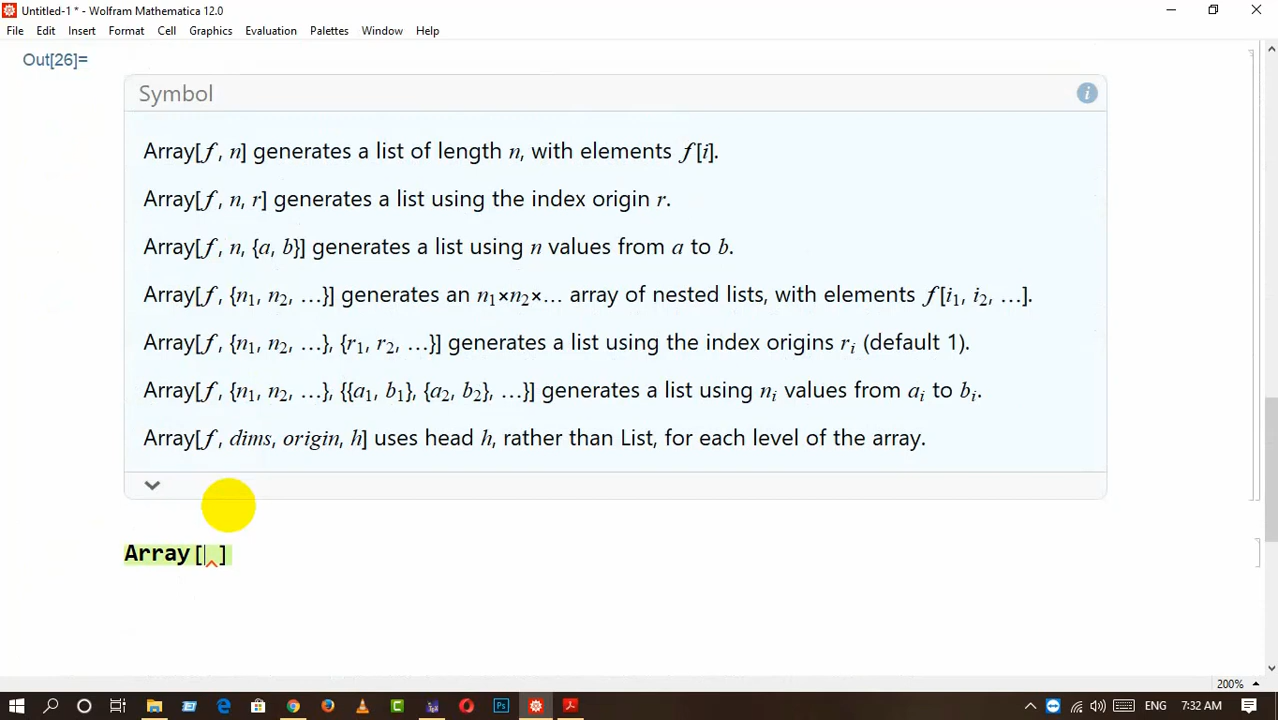 Untitled-1 * - Wolfram Mathematica 12.0
File Edit Insert Format Cell Graphics Evaluation Palettes Window Help
Out[26]=
Symbol
Array[f, n] generates a list of length n, with elements f[i].
Array[f, n, r] generates a list using the index origin r.
Array[f, n, {a, b}] generates a list using n values from a to b.
Array[f, {n₁, n₂, …}] generates an n₁×n₂×… array of nested lists, with elements f[i₁, i₂, …].
Array[f, {n₁, n₂, …}, {r₁, r₂, …}] generates a list using the index origins rᵢ (default 1).
Array[f, {n₁, n₂, …}, {{a₁, b₁}, {a₂, b₂}, …}] generates a list using nᵢ values from aᵢ to bᵢ.
Array[f, dims, origin, h] uses head h, rather than List, for each level of the array.
Array[ ]
200%
ENG 7:32 AM